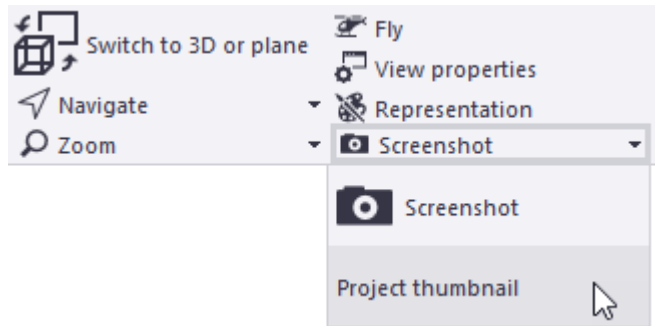 Switch to 3D or plane
Navigate
Zoom
Fly
View properties
Representation
Screenshot
Screenshot
Project thumbnail